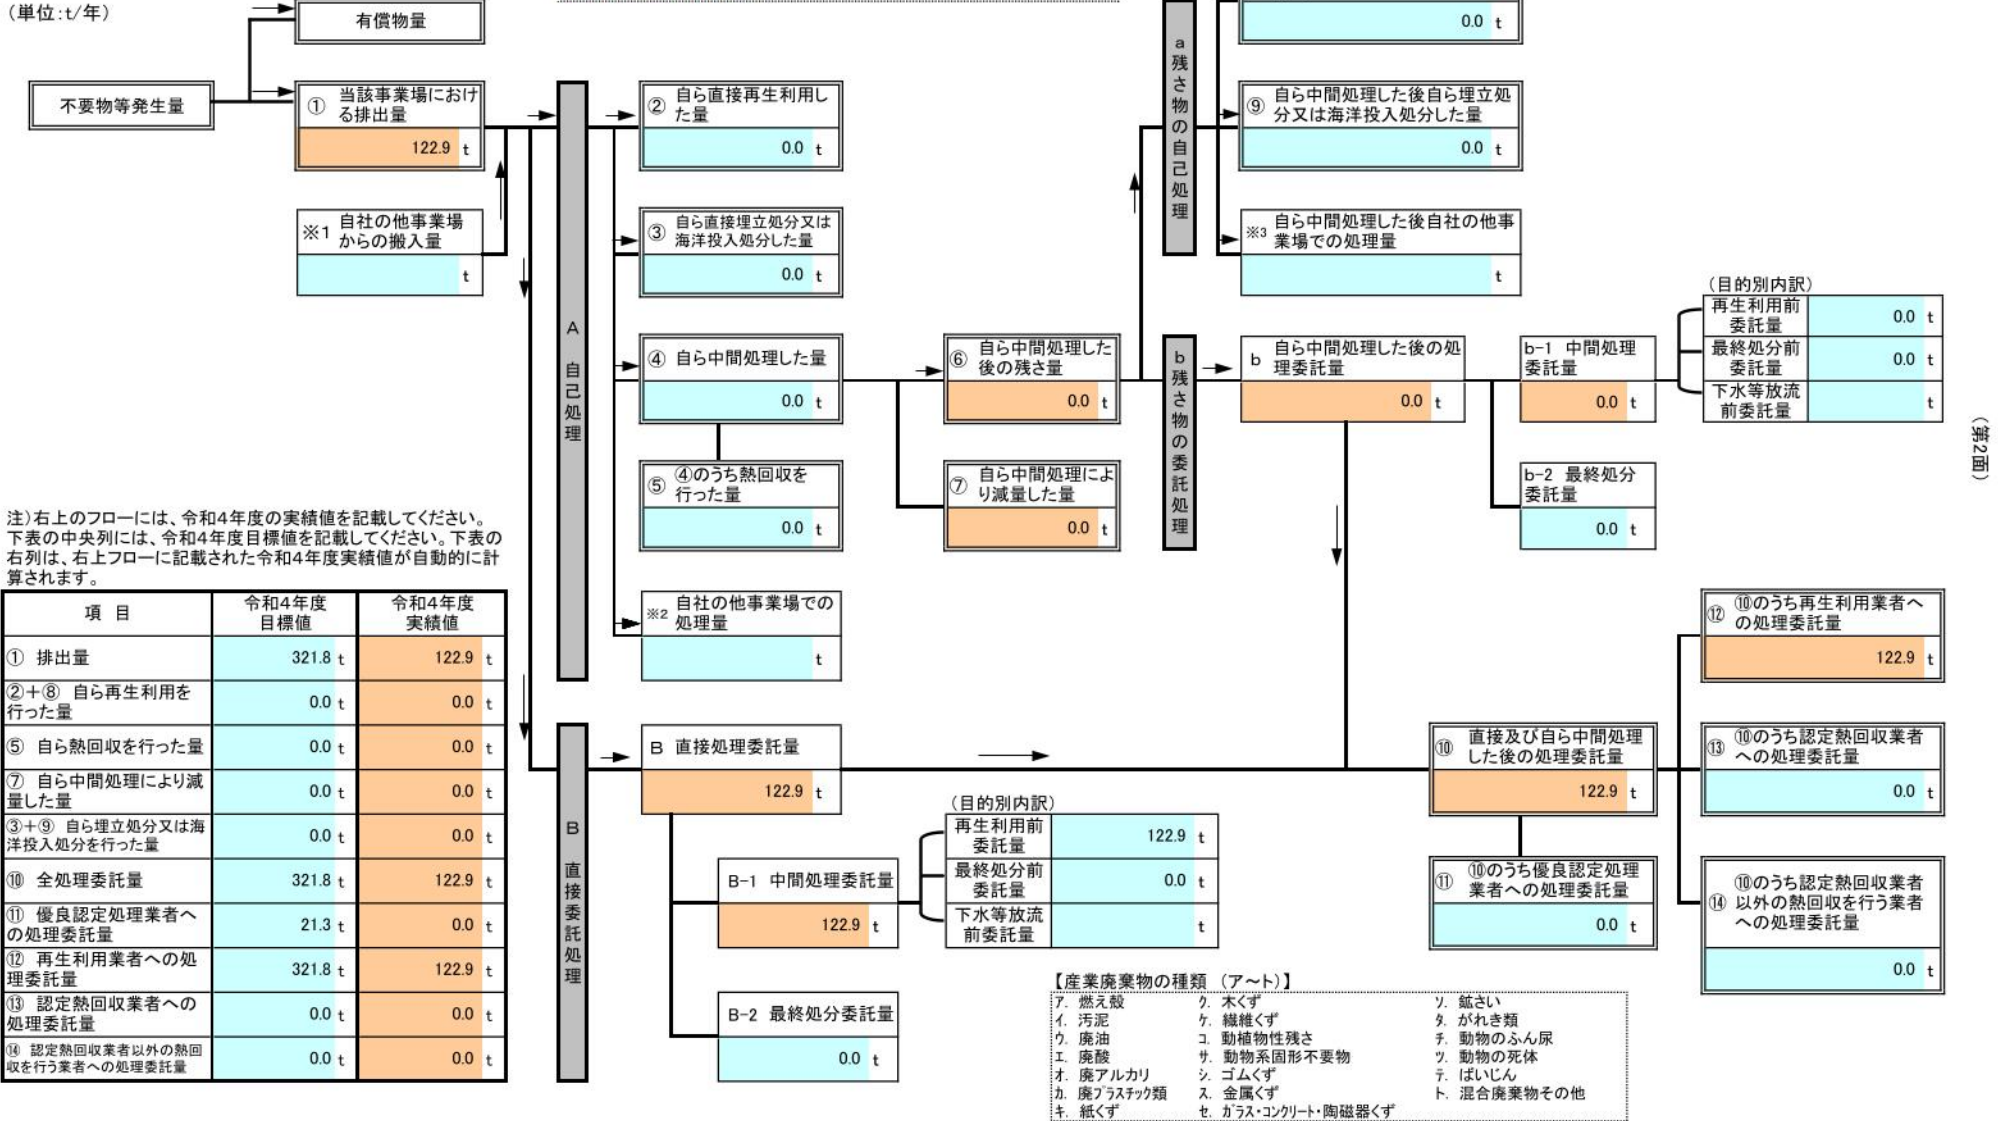 (単位:t/年)
有償物量
不要物等発生量
① 当該事業場におけ
る排出量
122.9 t
※1 自社の他事業場
からの搬入量
t
A 自己処理
② 自ら直接再生利用し
た量
0.0 t
③ 自ら直接埋立処分又は
海洋投入処分した量
0.0 t
④ 自ら中間処理した量
0.0 t
⑤ ④のうち熱回収を
行った量
0.0 t
※2 自社の他事業場での
処理量
t
⑥ 自ら中間処理した
後の残さ量
0.0 t
⑦ 自ら中間処理によ
り減量した量
0.0 t
a 残さ物の自己処理
0.0 t
⑨ 自ら中間処理した後自ら埋立処
分又は海洋投入処分した量
0.0 t
※3 自ら中間処理した後自社の他事
業場での処理量
t
b 残さ物の委託処理
b 自ら中間処理した後の処
理委託量
0.0 t
b-1 中間処理
委託量
0.0 t
b-2 最終処分
委託量
0.0 t
(目的別内訳)
再生利用前
委託量
0.0 t
最終処分前
委託量
0.0 t
下水等放流
前委託量
t
(第2面)
注)右上のフローには、令和4年度の実績値を記載してください。
下表の中央列には、令和4年度目標値を記載してください。下表の
右列は、右上フローに記載された令和4年度実績値が自動的に計
算されます。
項 目
令和4年度
目標値
令和4年度
実績値
① 排出量 321.8 t 122.9 t
②+⑧ 自ら再生利用を
行った量
0.0 t 0.0 t
⑤ 自ら熱回収を行った量 0.0 t 0.0 t
⑦ 自ら中間処理により減
量した量
0.0 t 0.0 t
③+⑨ 自ら埋立処分又は海
洋投入処分を行った量
0.0 t 0.0 t
⑩ 全処理委託量 321.8 t 122.9 t
⑪ 優良認定処理業者へ
の処理委託量
21.3 t 0.0 t
⑫ 再生利用業者への処
理委託量
321.8 t 122.9 t
⑬ 認定熱回収業者への
処理委託量
0.0 t 0.0 t
⑭ 認定熱回収業者以外の熱回
収を行う業者への処理委託量
0.0 t 0.0 t
B 直接委託処理
B 直接処理委託量
122.9 t
B-1 中間処理委託量
122.9 t
B-2 最終処分委託量
0.0 t
(目的別内訳)
再生利用前
委託量
122.9 t
最終処分前
委託量
0.0 t
下水等放流
前委託量
t
⑩ 直接及び自ら中間処理
した後の処理委託量
122.9 t
⑪ ⑩のうち優良認定処理
業者への処理委託量
0.0 t
⑫ ⑩のうち再生利用業者へ
の処理委託量
122.9 t
⑬ ⑩のうち認定熱回収業者
への処理委託量
0.0 t
⑭ ⑩のうち認定熱回収業者
以外の熱回収を行う業者
への処理委託量
0.0 t
【産業廃棄物の種類 (ア~ト)】
ア. 燃え殻 ク. 木くず ソ. 鉱さい
イ. 汚泥 ケ. 繊維くず タ. がれき類
ウ. 廃油 コ. 動植物性残さ チ. 動物のふん尿
エ. 廃酸 サ. 動物系固形不要物 ツ. 動物の死体
オ. 廃アルカリ シ. ゴムくず テ. ばいじん
カ. 廃プラスチック類 ス. 金属くず ト. 混合廃棄物その他
キ. 紙くず セ. ガラス・コンクリート・陶磁器くず